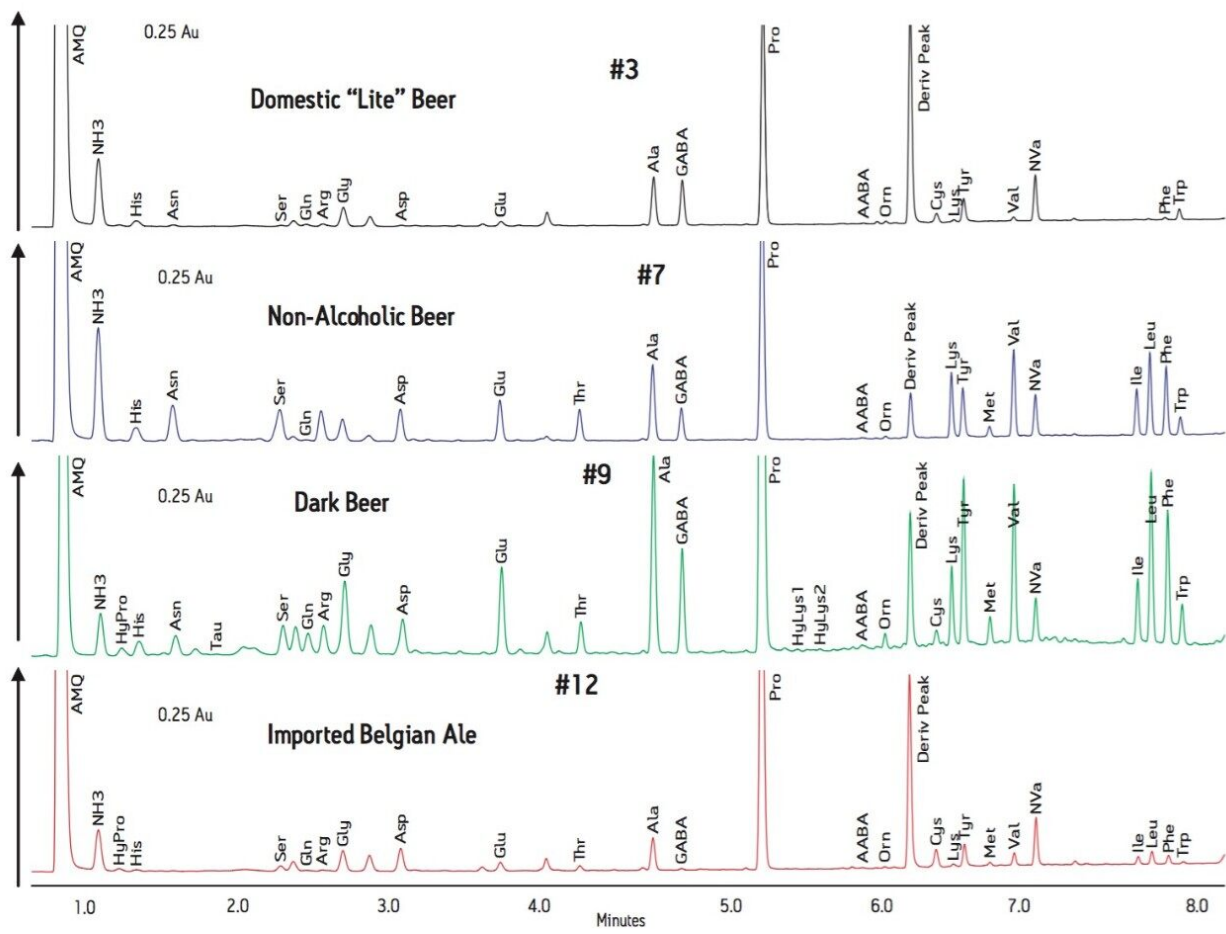 AMQ
0.25 Au
#3
Domestic “Lite” Beer
NH3
His
Asn
Ser
Gln
Arg
Gly
Asp
Glu
Ala
GABA
Pro
AABA
Orn
Deriv Peak
Cys
Lys
Tyr
Val
NVa
Phe
Trp
AMQ
0.25 Au
#7
Non-Alcoholic Beer
NH3
His
Asn
Ser
Gln
Asp
Glu
Thr
Ala
GABA
Pro
AABA
Orn
Deriv Peak
Lys
Tyr
Met
Val
NVa
Ile
Leu
Phe
Trp
AMQ
0.25 Au
#9
Dark Beer
NH3
HyPro
His
Asn
Tau
Ser
Gln
Arg
Gly
Asp
Glu
Thr
Ala
GABA
Pro
HyLys1
HyLys2
AABA
Orn
Deriv Peak
Cys
Lys
Tyr
Met
Val
NVa
Ile
Leu
Phe
Trp
AMQ
0.25 Au
#12
Imported Belgian Ale
NH3
HyPro
His
Ser
Gln
Arg
Gly
Asp
Glu
Thr
Ala
GABA
Pro
AABA
Orn
Deriv Peak
Cys
Lys
Tyr
Met
Val
NVa
Ile
Leu
Phe
Trp
1.0 2.0 3.0 4.0 5.0 6.0 7.0 8.0
Minutes